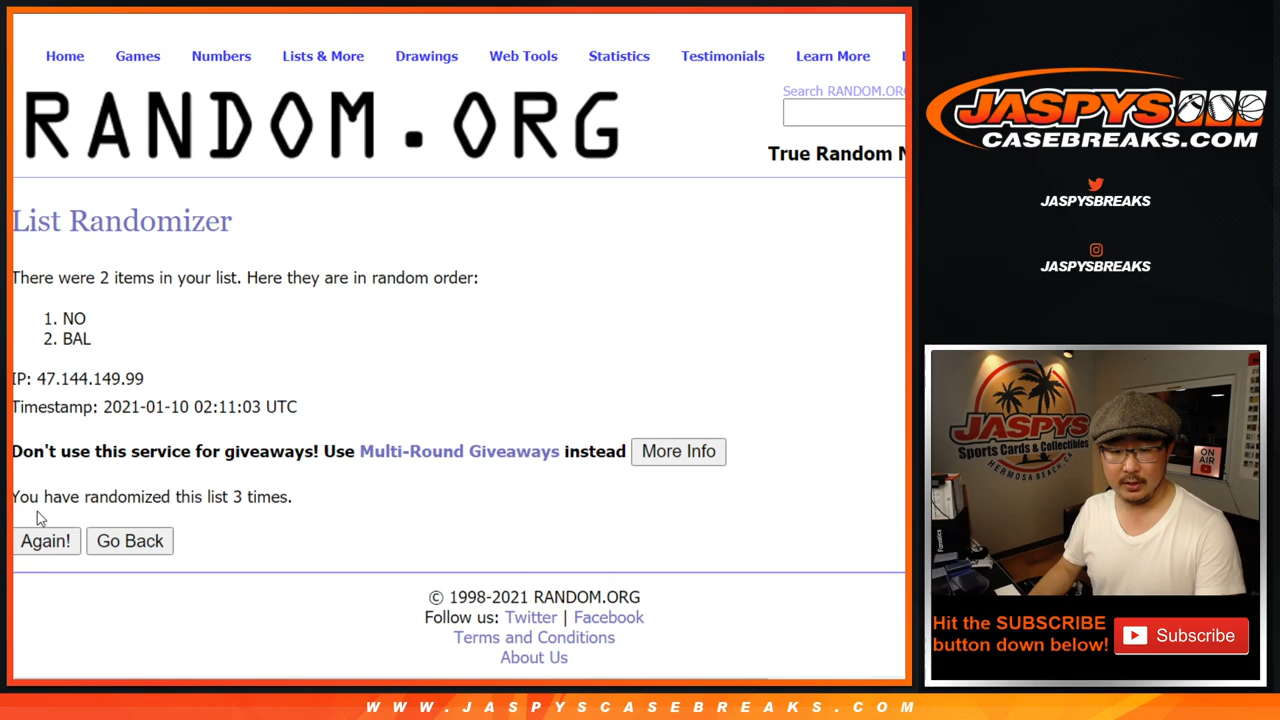 Home Games Numbers Lists & More Drawings Web Tools Statistics Testimonials Learn More
Search RANDOM.ORG
RANDOM.ORG
True Random N
List Randomizer
There were 2 items in your list. Here they are in random order:
1. NO
2. BAL
IP: 47.144.149.99
Timestamp: 2021-01-10 02:11:03 UTC
Don't use this service for giveaways! Use Multi-Round Giveaways instead More Info
You have randomized this list 3 times.
Again! Go Back
© 1998-2021 RANDOM.ORG
Follow us: Twitter | Facebook
Terms and Conditions
About Us
JASPYS
CASEBREAKS.COM
JASPYSBREAKS
JASPYSBREAKS
JASPYS
Sports Cards & Collectibles
HERMOSA BEACH, CA
ON AIR
Fanatics
Hit the SUBSCRIBE
button down below!
Subscribe
WWW.JASPYSCASEBREAKS.COM